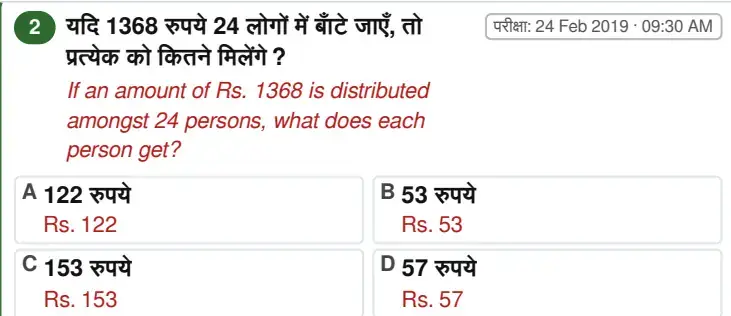 2 यदि 1368 रुपये 24 लोगों में बाँटे जाएँ, तो
परीक्षा: 24 Feb 2019 · 09:30 AM
प्रत्येक को कितने मिलेंगे ?
If an amount of Rs. 1368 is distributed
amongst 24 persons, what does each
person get?
A 122 रुपये
Rs. 122
B 53 रुपये
Rs. 53
C 153 रुपये
Rs. 153
D 57 रुपये
Rs. 57